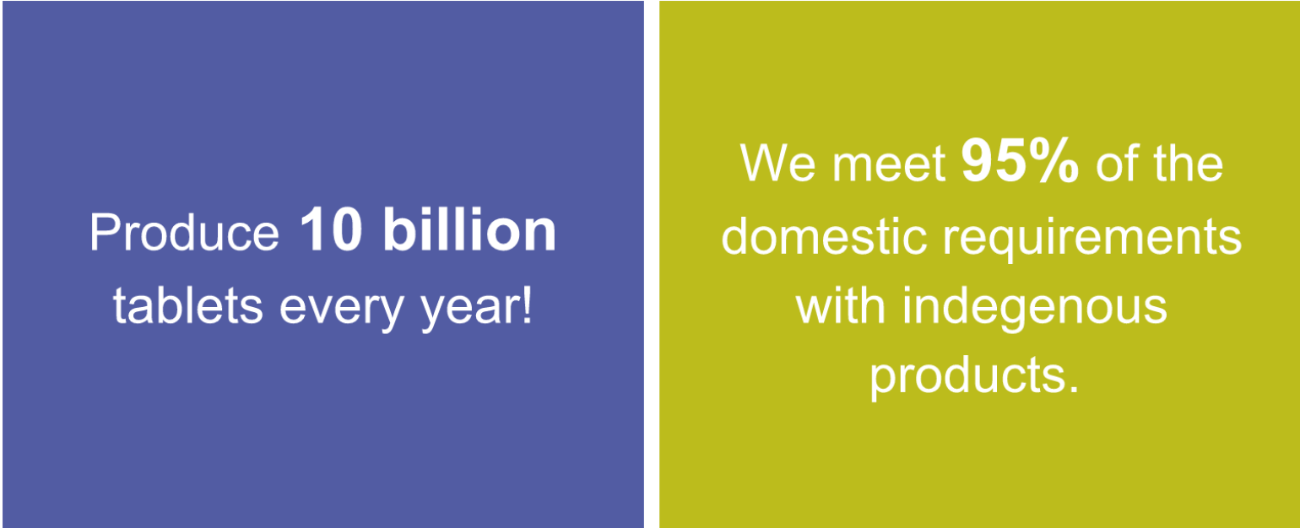 Produce 10 billion
tablets every year!
We meet 95% of the
domestic requirements
with indegenous
products.